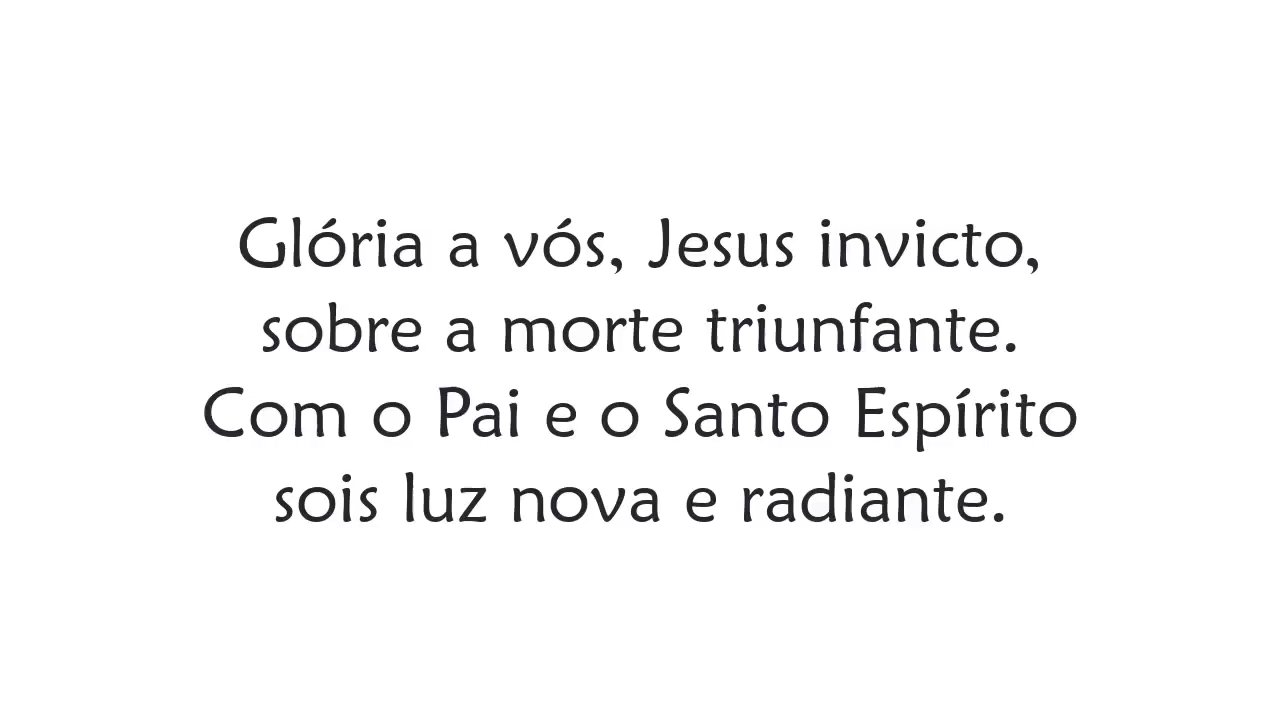 Glória a vós, Jesus invicto,
sobre a morte triunfante.
Com o Pai e o Santo Espírito
sois luz nova e radiante.